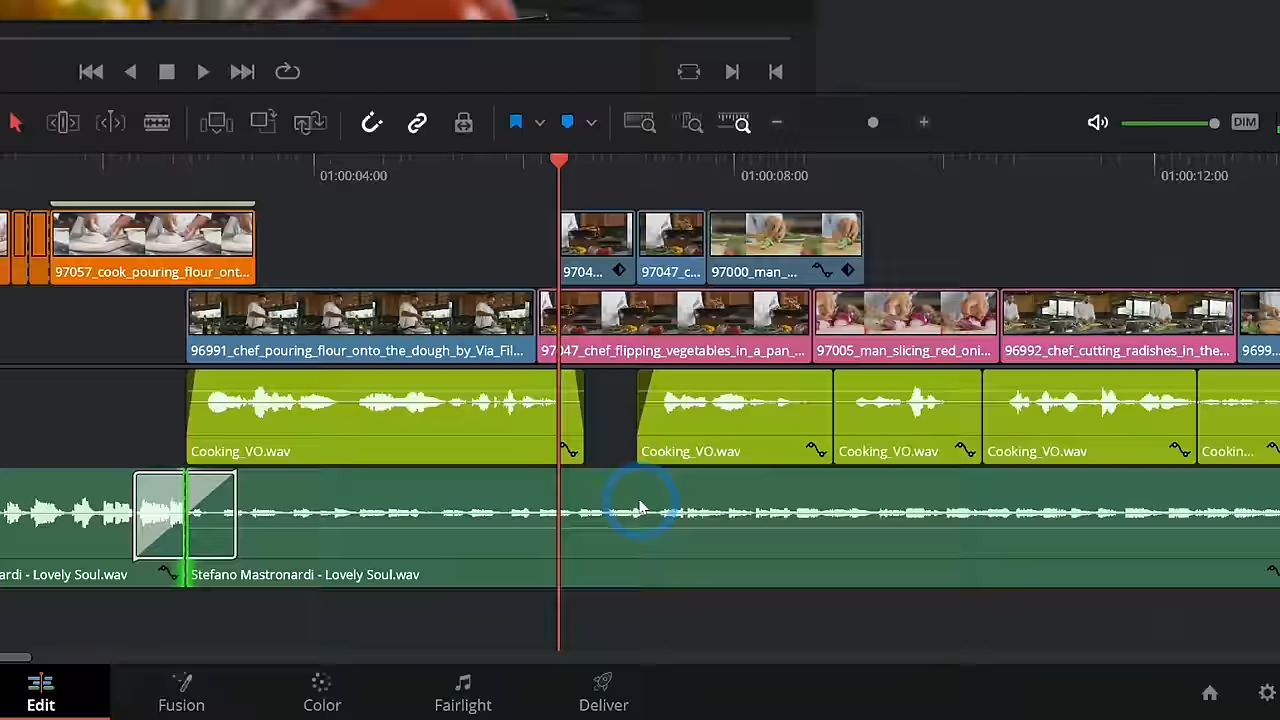 DIM
01:00:04:00
01:00:08:00
01:00:12:00
97057_cook_pouring_flour_ont...
9704...
97047_c...
97000_man_...
96991_chef_pouring_flour_onto_the_dough_by_Via_Fil...
97047_chef_flipping_vegetables_in_a_pan_...
97005_man_slicing_red_oni...
96992_chef_cutting_radishes_in_the...
9699...
Cooking_VO.wav
Cooking_VO.wav
Cooking_VO.wav
Cooking_VO.wav
Cookin...
ardi - Lovely Soul.wav
Stefano Mastronardi - Lovely Soul.wav
Edit
Fusion
Color
Fairlight
Deliver